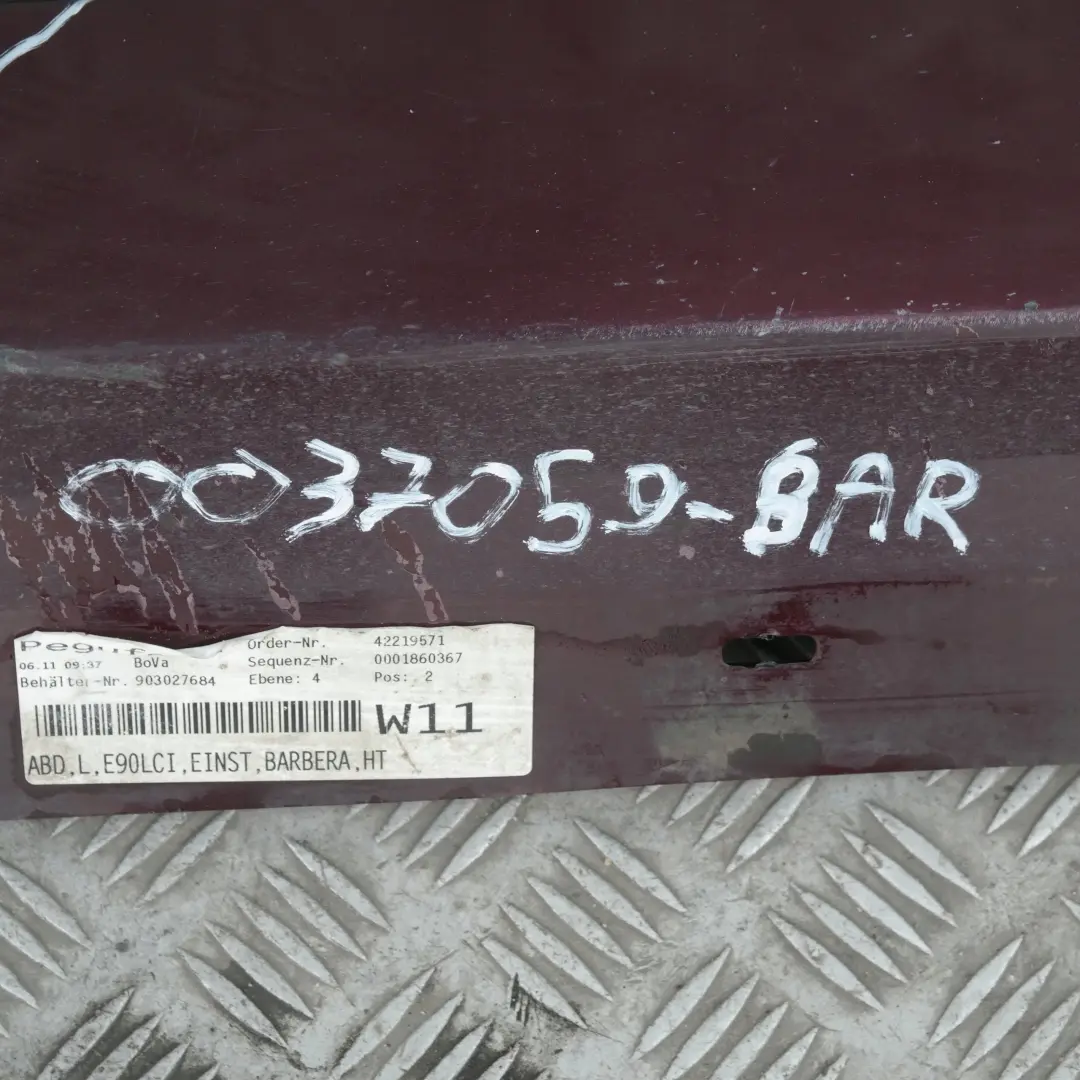 0037059-BAR
Order-Nr. 42219571
06.11 09:37 BoVa Sequenz-Nr. 0001860367
Behälter-Nr. 903027684 Ebene: 4 Pos: 2
W11
ABD,L,E90LCI,EINST,BARBERA,HT